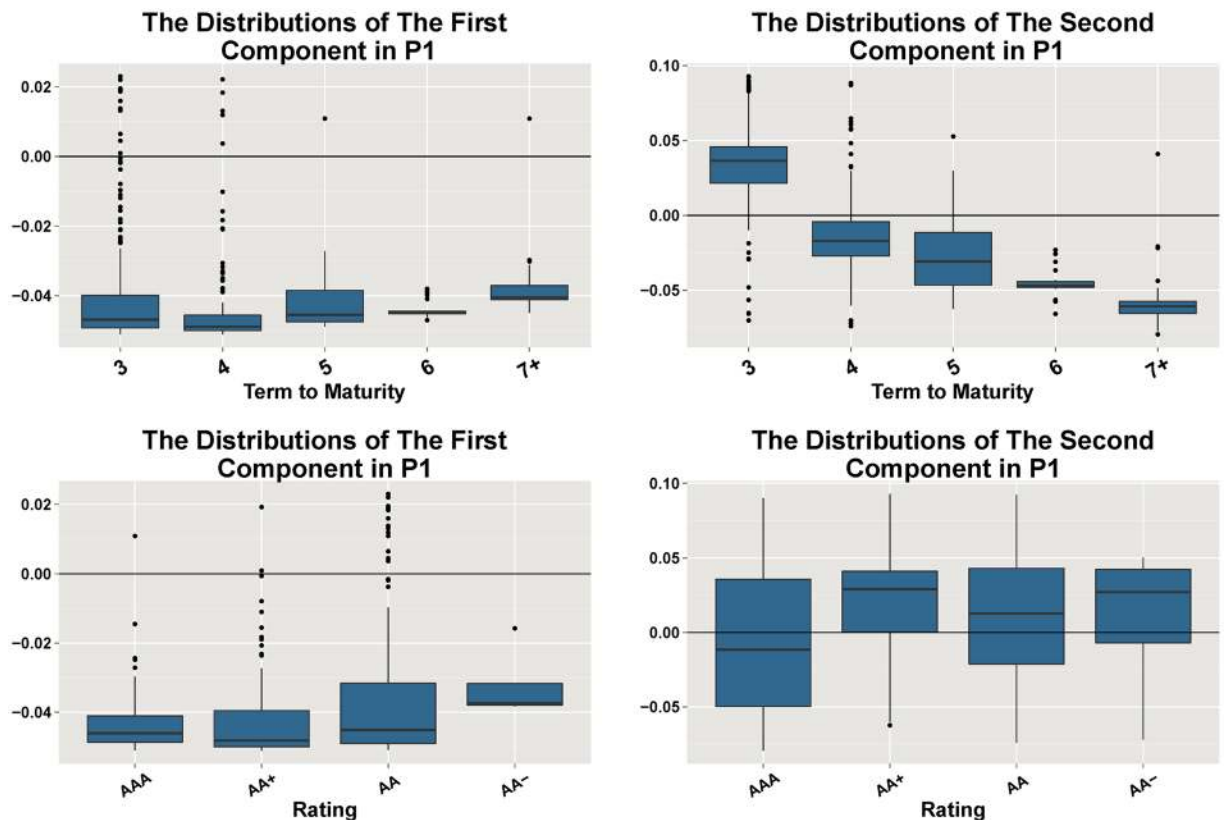 The Distributions of The First
Component in P1
0.02
0.00
−0.02
−0.04
3
4
5
6
7+
Term to Maturity
The Distributions of The Second
Component in P1
0.10
0.05
0.00
−0.05
3
4
5
6
7+
Term to Maturity
The Distributions of The First
Component in P1
0.02
0.00
−0.02
−0.04
AAA
AA+
AA
AA−
Rating
The Distributions of The Second
Component in P1
0.10
0.05
0.00
−0.05
AAA
AA+
AA
AA−
Rating